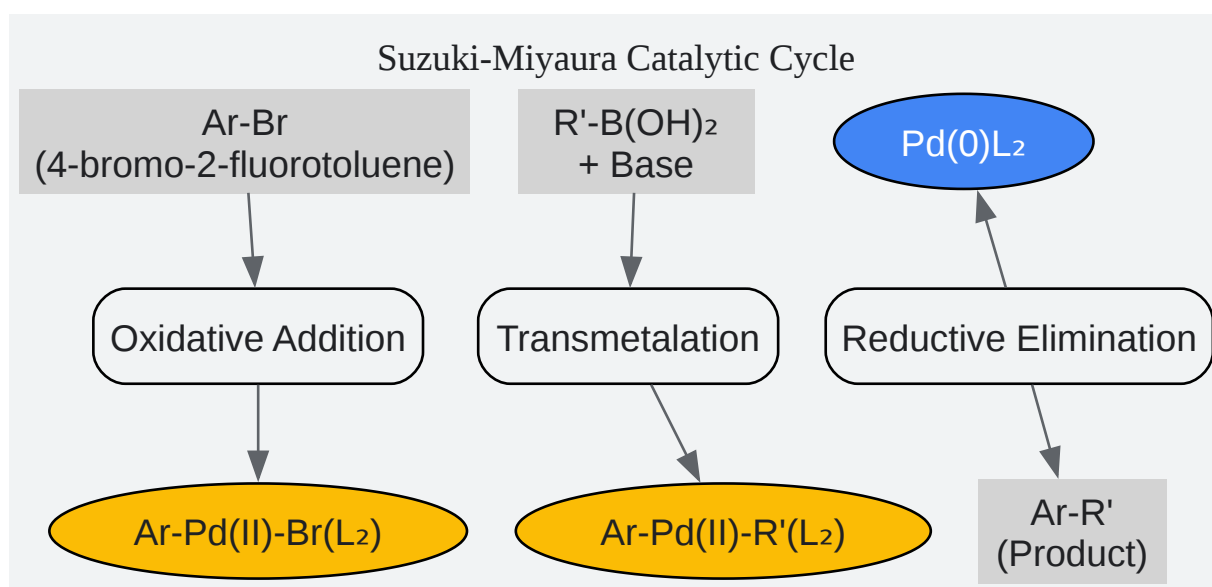 Suzuki-Miyaura Catalytic Cycle
Ar-Br
(4-bromo-2-fluorotoluene)
R'-B(OH)₂
+ Base
Pd(0)L₂
Oxidative Addition
Transmetalation
Reductive Elimination
Ar-Pd(II)-Br(L₂)
Ar-Pd(II)-R'(L₂)
Ar-R'
(Product)